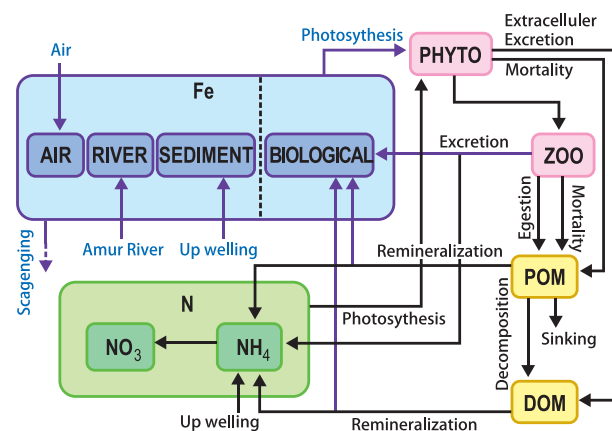 Photosythesis
PHYTO
Extracelluler
Excretion
Mortality
Air
Fe
AIR
RIVER
SEDIMENT
BIOLOGICAL
Excretion
ZOO
Egestion
Mortality
Scagenging
Amur River
Up welling
Remineralization
POM
N
Photosythesis
Decomposition
Sinking
NO3
NH4
Up welling
Remineralization
DOM